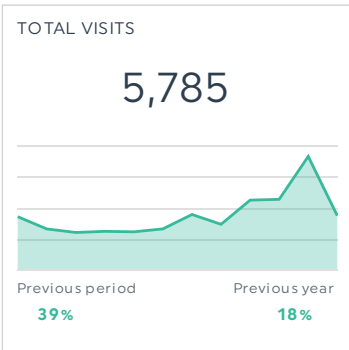 TOTAL VISITS
5,785
Previous period
Previous year
39%
18%